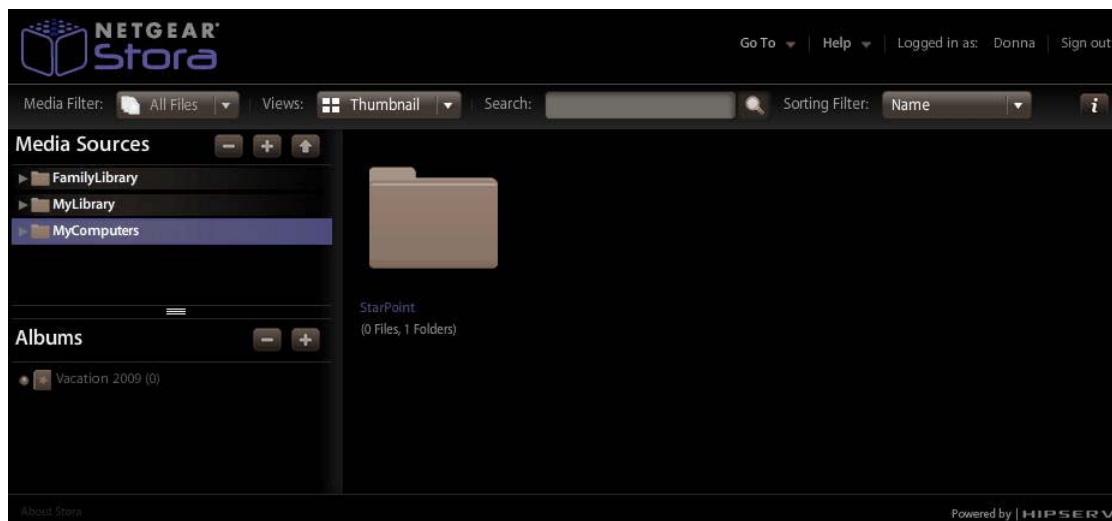 NETGEAR
Stora
Go To Help Logged in as: Donna Sign out
Media Filter: All Files Views: Thumbnail Search: Sorting Filter: Name i
Media Sources
FamilyLibrary
MyLibrary
MyComputers
StarPoint
(0 Files, 1 Folders)
Albums
Vacation 2009 (0)
About Stora
Powered by | HIPSERV